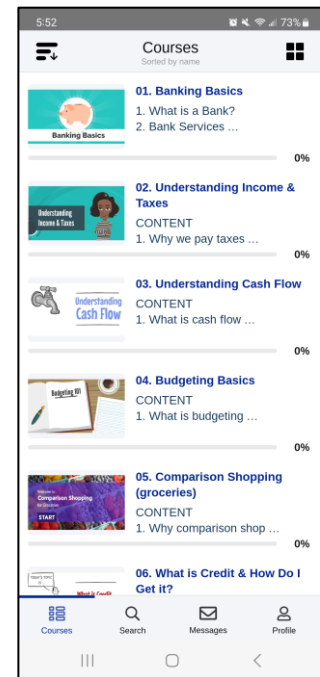 5:52
73%
Courses
Sorted by name
Banking Basics
01. Banking Basics
1. What is a Bank?
2. Bank Services ...
0%
Understanding
Income & Taxes
02. Understanding Income &
Taxes
CONTENT
1. Why we pay taxes ...
0%
Understanding
Cash Flow
03. Understanding Cash Flow
CONTENT
1. What is cash flow ...
0%
Budgeting 101
04. Budgeting Basics
CONTENT
1. What is budgeting ...
0%
Comparison Shopping
START
05. Comparison Shopping
(groceries)
CONTENT
1. Why comparison shop ...
0%
What is Credit
06. What is Credit & How Do I
Get it?
Courses
Search
Messages
Profile